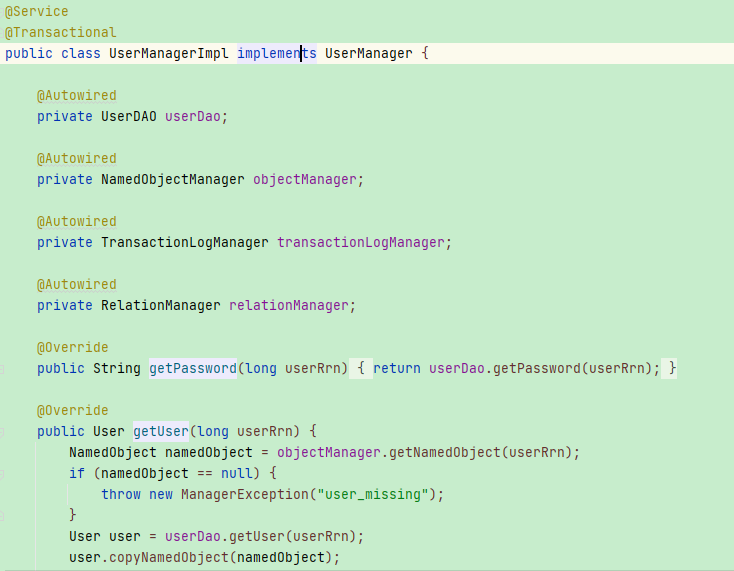 @Service
@Transactional
public class UserManagerImpl implements UserManager {
@Autowired
private UserDAO userDao;
@Autowired
private NamedObjectManager objectManager;
@Autowired
private TransactionLogManager transactionLogManager;
@Autowired
private RelationManager relationManager;
@Override
public String getPassword(long userRrn) { return userDao.getPassword(userRrn); }
@Override
public User getUser(long userRrn) {
NamedObject namedObject = objectManager.getNamedObject(userRrn);
if (namedObject == null) {
throw new ManagerException("user_missing");
}
User user = userDao.getUser(userRrn);
user.copyNamedObject(namedObject);